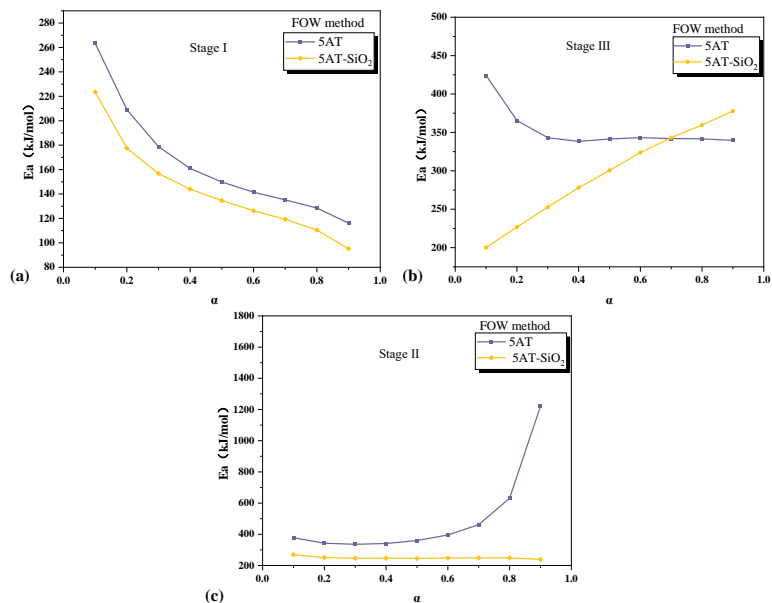 FOW method
5AT
5AT-SiO₂
Stage I
280
260
240
220
200
180
160
140
120
100
80
Ea（kJ/mol）
0.0 0.2 0.4 0.6 0.8 1.0
(a)
α
FOW method
5AT
5AT-SiO₂
Stage III
500
450
400
350
300
250
200
Ea（kJ/mol）
0.0 0.2 0.4 0.6 0.8 1.0
(b)
α
FOW method
5AT
5AT-SiO₂
Stage II
1800
1600
1400
1200
1000
800
600
400
200
Ea（kJ/mol）
0.0 0.2 0.4 0.6 0.8 1.0
(c)
α